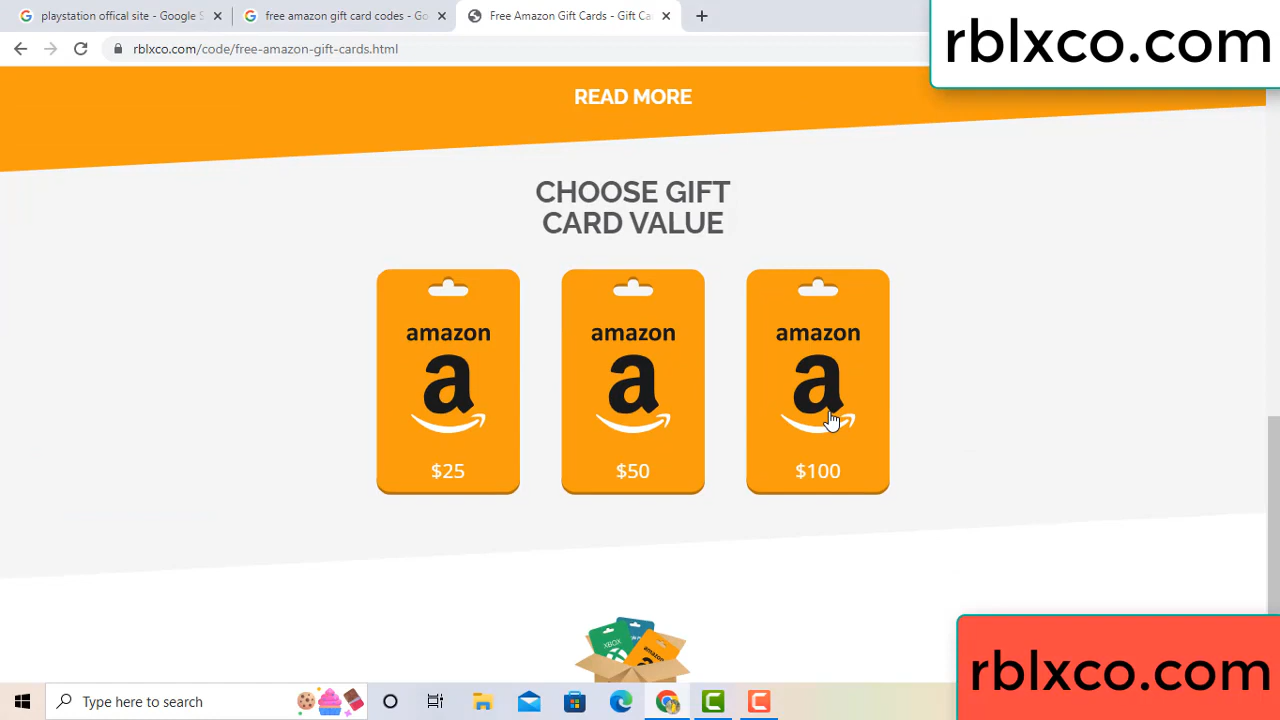 playstation offical site - Google S
free amazon gift card codes - Go
Free Amazon Gift Cards - Gift Ca
rblxco.com
rblxco.com/code/free-amazon-gift-cards.html
READ MORE
CHOOSE GIFT
CARD VALUE
amazon
a
$25
amazon
a
$50
amazon
a
$100
XBOX
amazon
rblxco.com
Type here to search